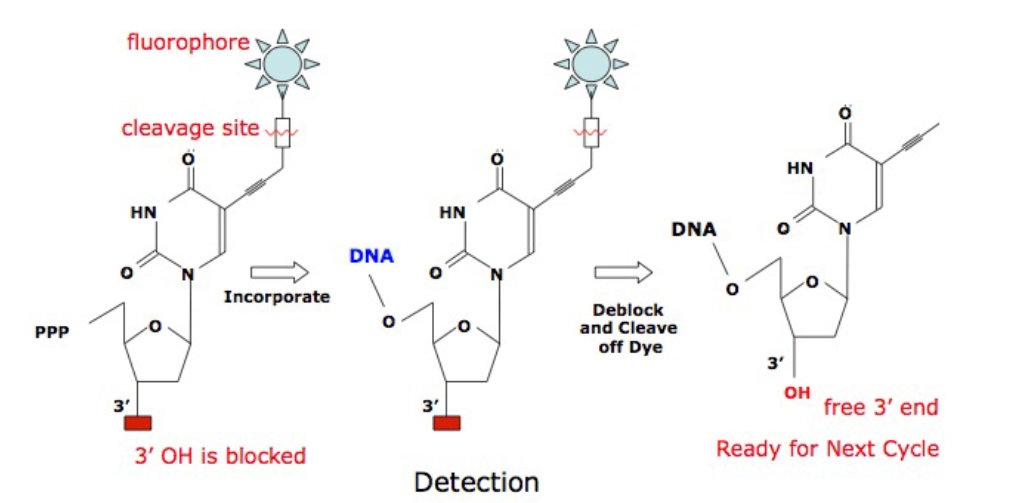 fluorophore
cleavage site
O
HN
O
N
PPP
O
3′
3′ OH is blocked
Incorporate
O
HN
DNA
O
N
O
O
3′
Detection
Deblock
and Cleave
off Dye
O
HN
DNA
O
N
O
O
3′
OH
free 3′ end
Ready for Next Cycle